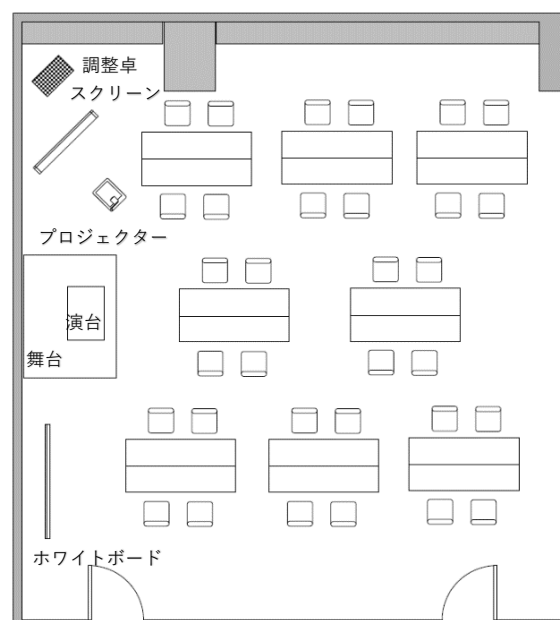 調整卓
スクリーン
プロジェクター
演台
舞台
ホワイトボード